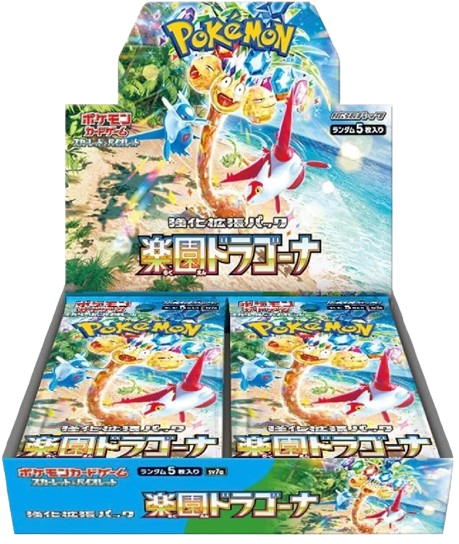 POKÉMON
ポケモン
カードゲーム
スカーレット&バイオレット
拡張パック
ランダム5枚入り
強化拡張パック
楽園ドラゴーナ
らく えん
POKÉMON
強化拡張パック
楽園ドラゴーナ
POKÉMON
強化拡張パック
楽園ドラゴーナ
ポケモンカードゲーム
スカーレット&バイオレット
ランダム5枚入り
sv7a
強化拡張パック
楽園ドラゴーナ